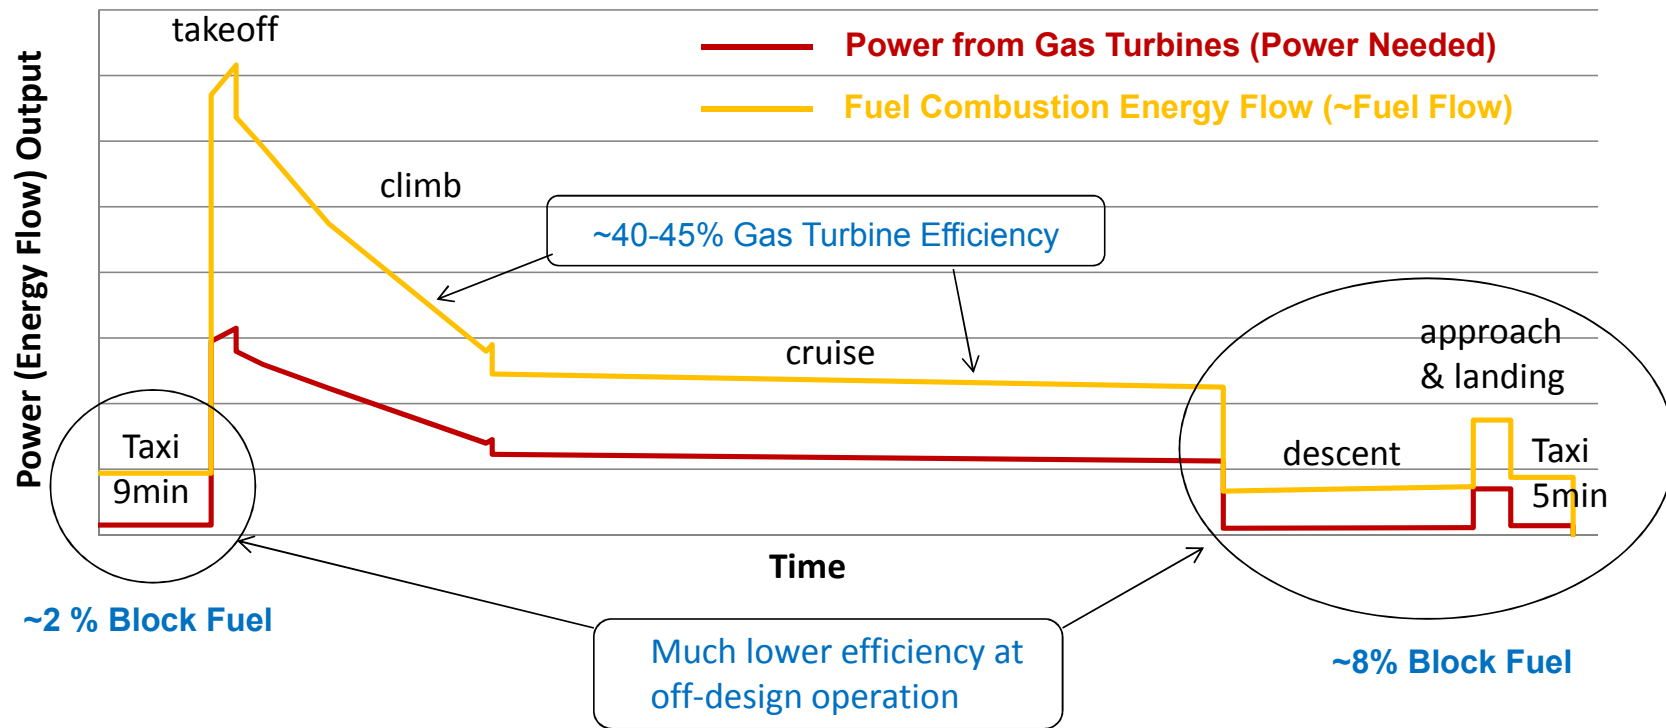 takeoff
Power from Gas Turbines (Power Needed)
Fuel Combustion Energy Flow (~Fuel Flow)
Power (Energy Flow) Output
climb
~40-45% Gas Turbine Efficiency
cruise
approach
& landing
Taxi
9min
descent
Taxi
5min
Time
~2 % Block Fuel
Much lower efficiency at
off-design operation
~8% Block Fuel